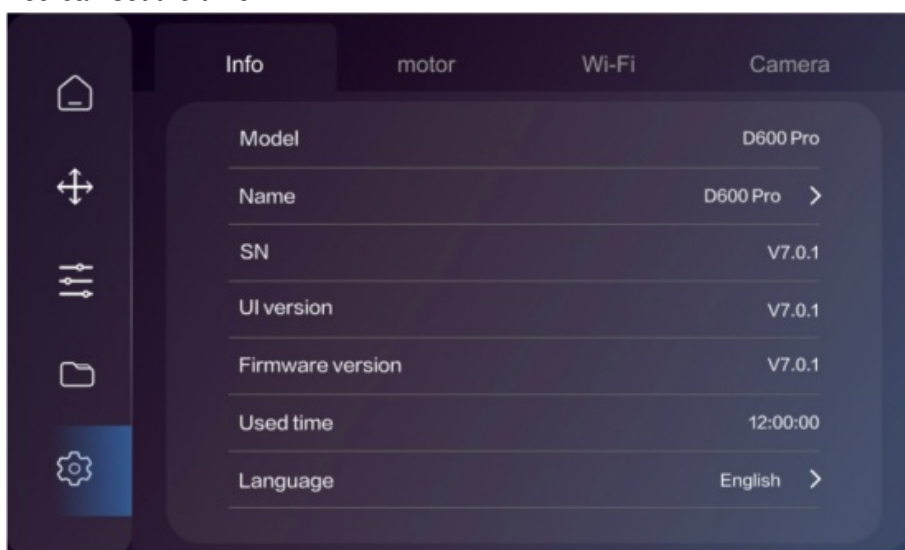 Info motor Wi-Fi Camera
Model D600 Pro
Name D600 Pro >
SN V7.0.1
UI version V7.0.1
Firmware version V7.0.1
Used time 12:00:00
Language English >